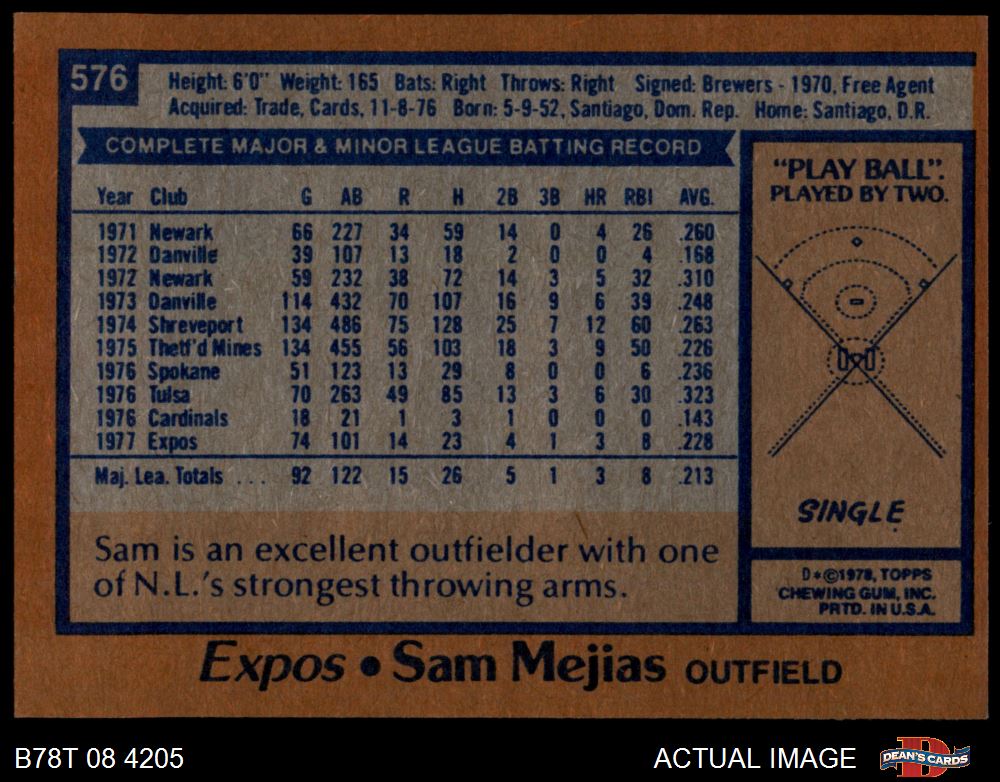 576
Height: 6'0" Weight: 165 Bats: Right Throws: Right Signed: Brewers - 1970, Free Agent
Acquired: Trade, Cards, 11-8-76 Born: 5-9-52, Santiago, Dom. Rep. Home: Santiago, D.R.
COMPLETE MAJOR & MINOR LEAGUE BATTING RECORD
Year Club G AB R H 2B 3B HR RBI AVG.
1971 Newark 66 227 34 59 14 0 4 26 .260
1972 Danville 39 107 13 18 2 0 0 4 .168
1972 Newark 59 232 38 72 14 3 5 32 .310
1973 Danville 114 432 70 107 16 9 6 39 .248
1974 Shreveport 134 486 75 128 25 7 12 60 .263
1975 Thetf'd Mines 134 455 56 103 18 3 9 50 .226
1976 Spokane 51 123 13 29 8 0 0 6 .236
1976 Tulsa 70 263 49 85 13 3 6 30 .323
1976 Cardinals 18 21 1 3 1 0 0 0 .143
1977 Expos 74 101 14 23 4 1 3 8 .228
Maj. Lea. Totals ... 92 122 15 26 5 1 3 8 .213
Sam is an excellent outfielder with one
of N.L.'s strongest throwing arms.
"PLAY BALL".
PLAYED BY TWO.
SINGLE
D*©1978, TOPPS
CHEWING GUM, INC.
PRTD. IN U.S.A.
Expos • Sam Mejias OUTFIELD
B78T 08 4205
ACTUAL IMAGE
D
DEAN'S CARDS